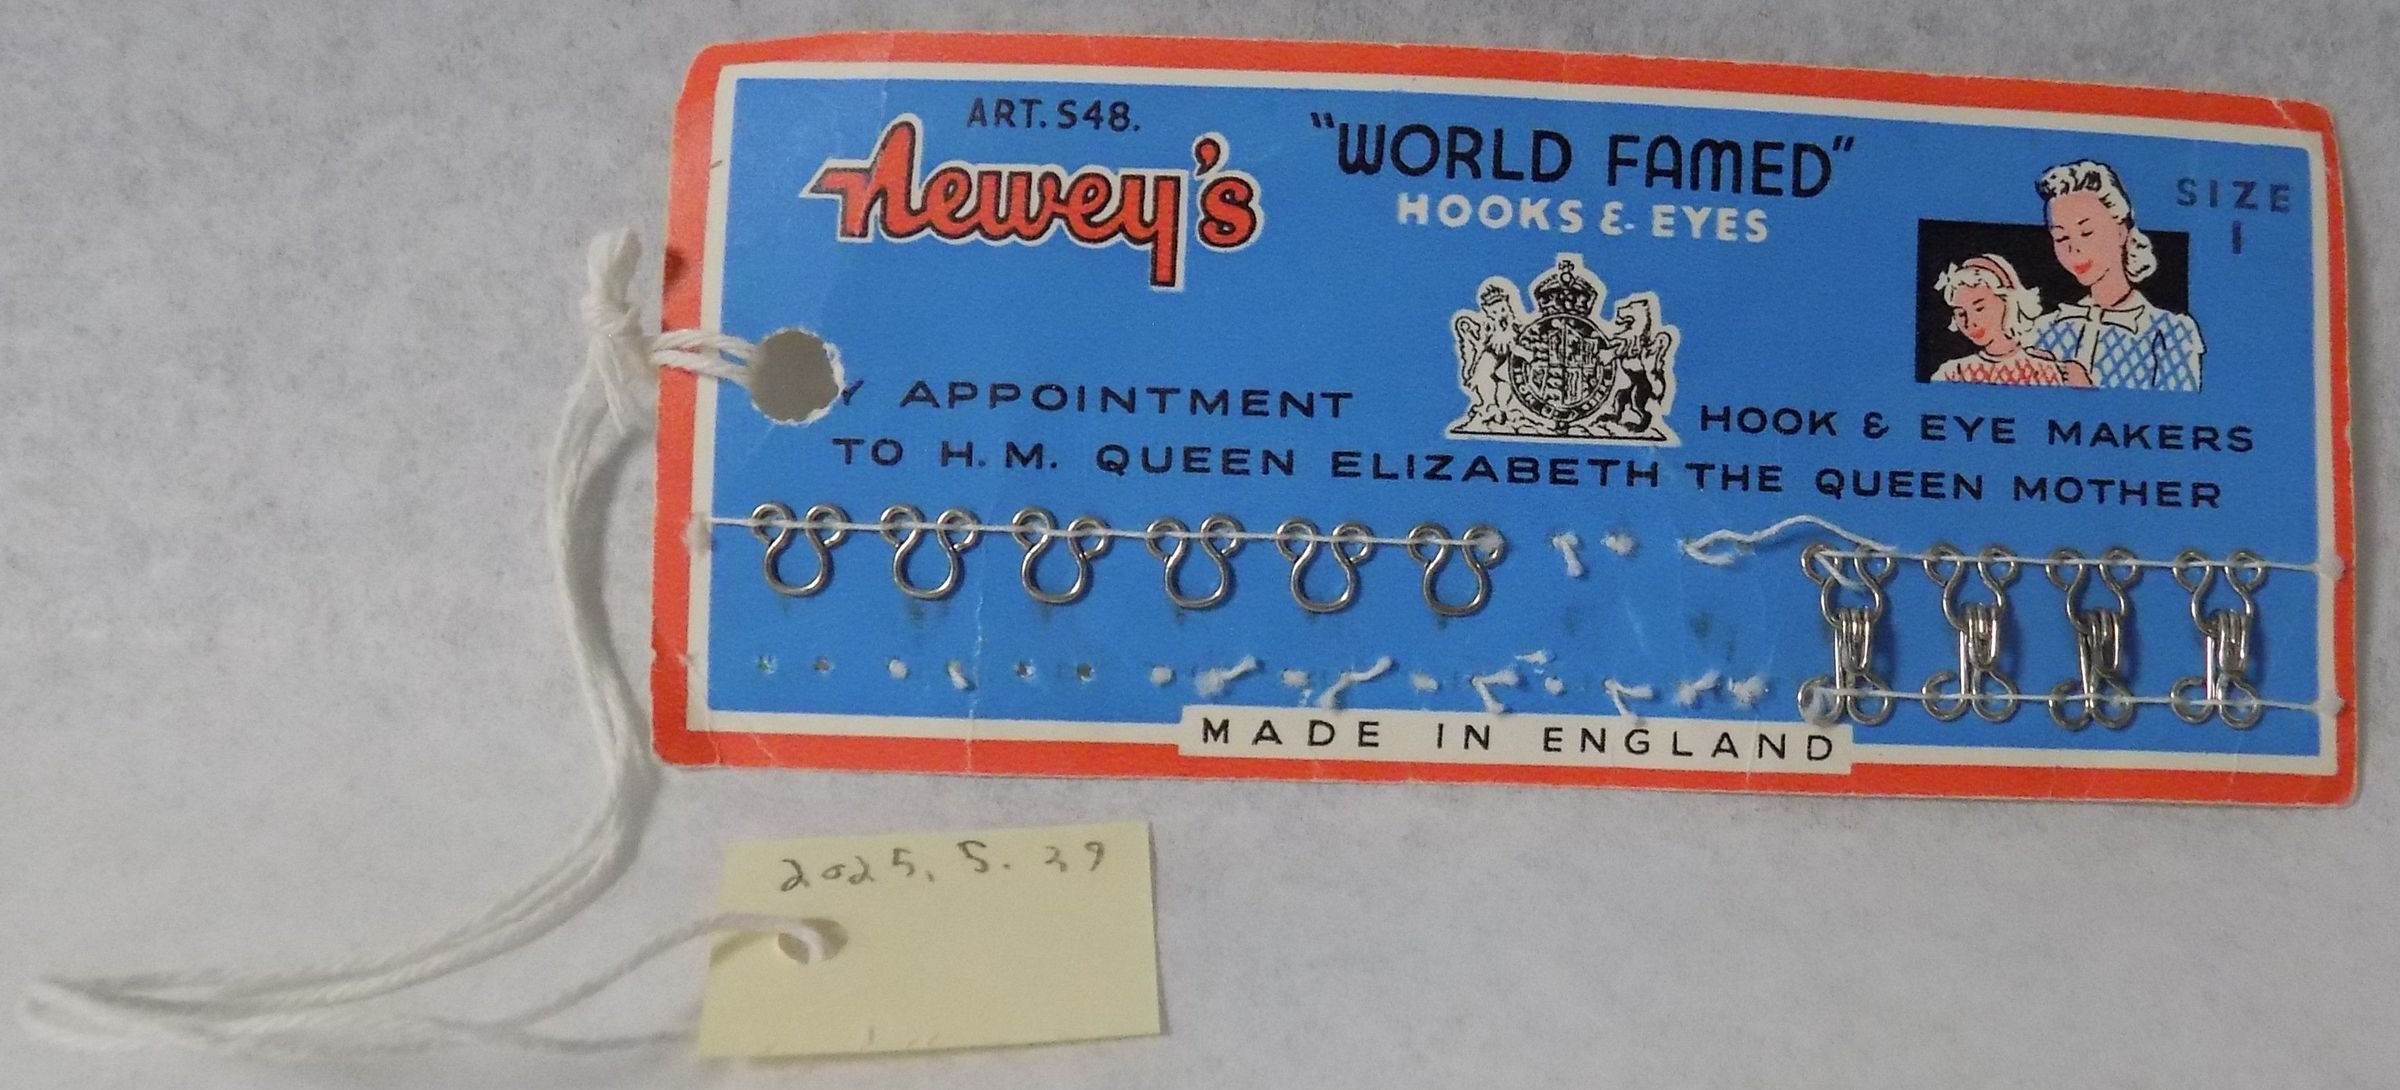 ART. S48.
Newey's
"WORLD FAMED"
HOOKS & EYES
SIZE
1
Y APPOINTMENT
HOOK & EYE MAKERS
TO H. M. QUEEN ELIZABETH THE QUEEN MOTHER
MADE IN ENGLAND
2025. 5. 39